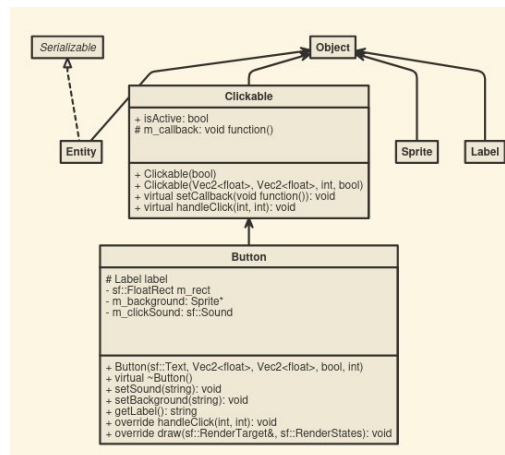 Serializable
Object
Clickable
+ isActive: bool
# m_callback: void function()
Entity
Sprite
Label
+ Clickable(bool)
+ Clickable(Vec2<float>, Vec2<float>, int, bool)
+ virtual setCallback(void function()): void
+ virtual handleClick(int, int): void
Button
# Label label
- sf::FloatRect m_rect
- m_background: Sprite*
- m_clickSound: sf::Sound
+ Button(sf::Text, Vec2<float>, Vec2<float>, bool, int)
+ virtual ~Button()
+ setSound(string): void
+ setBackground(string): void
+ getLabel(): string
+ override handleClick(int, int): void
+ override draw(sf::RenderTarget&, sf::RenderStates): void